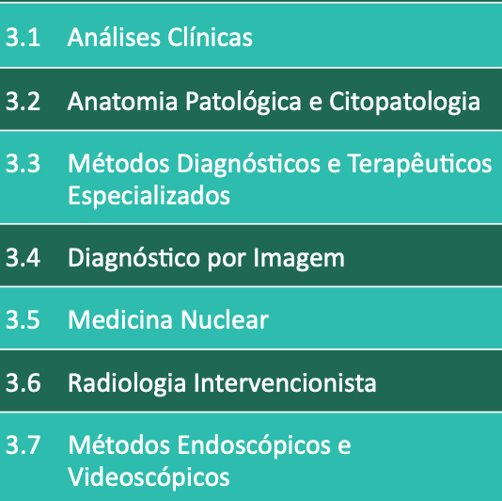 3.1 Análises Clínicas
3.2 Anatomia Patológica e Citopatologia
3.3 Métodos Diagnósticos e Terapêuticos
Especializados
3.4 Diagnóstico por Imagem
3.5 Medicina Nuclear
3.6 Radiologia Intervencionista
3.7 Métodos Endoscópicos e
Videoscópicos